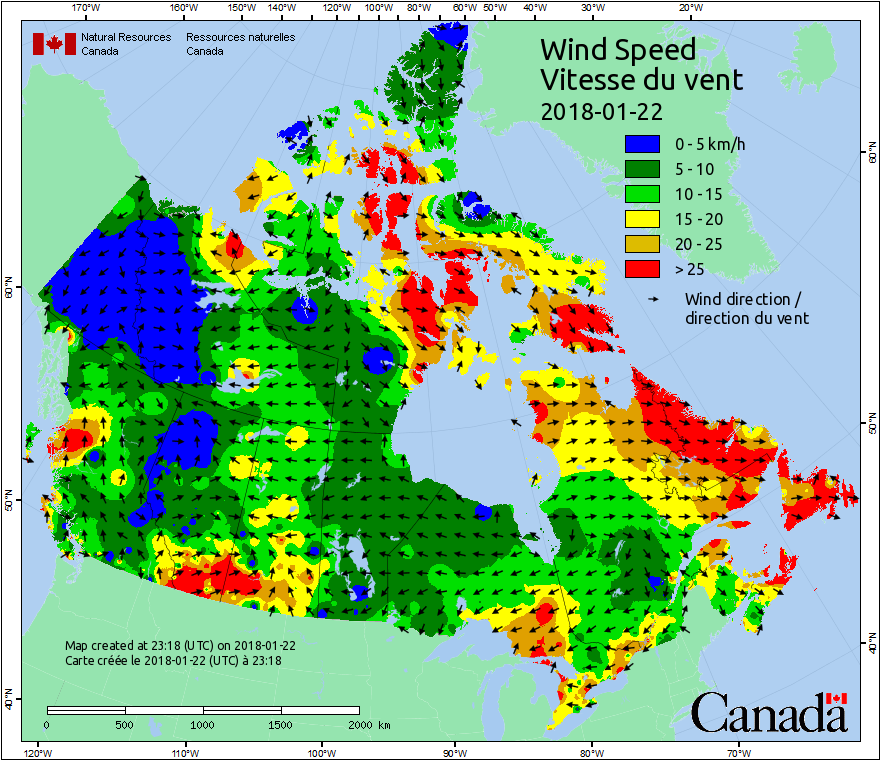 170°W 160°W 150°W 140°W 130°W 120°W 110°W 100°W 90°W 80°W 70°W 60°W 50°W 40°W 30°W 20°W
Natural Resources Canada
Ressources naturelles Canada
Wind Speed
Vitesse du vent
2018-01-22
0 - 5 km/h
5 - 10
10 - 15
15 - 20
20 - 25
> 25
Wind direction /
direction du vent
60°N
50°N
40°N
60°N
50°N
40°N
Map created at 23:18 (UTC) on 2018-01-22
Carte créée le 2018-01-22 (UTC) à 23:18
0 500 1000 1500 2000 km
Canada
120°W 110°W 100°W 90°W 80°W 70°W